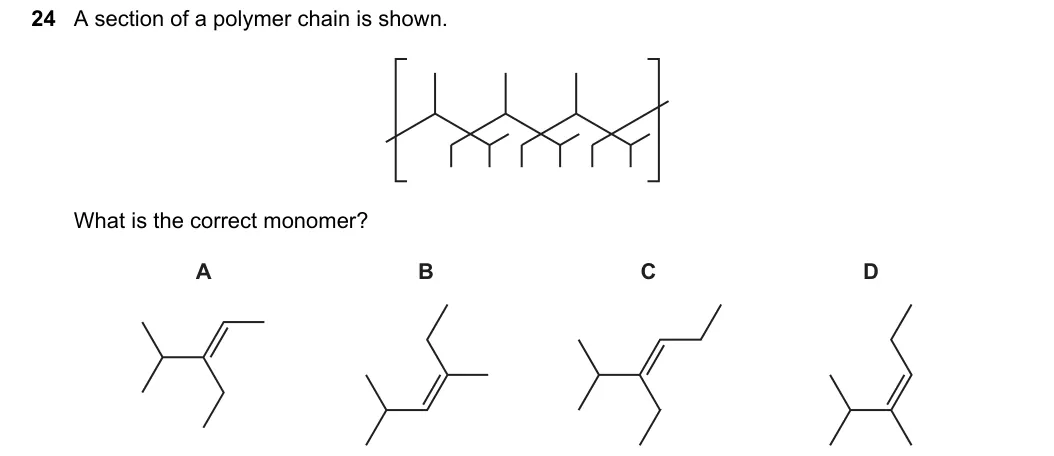 24 A section of a polymer chain is shown.
What is the correct monomer?
A B C D